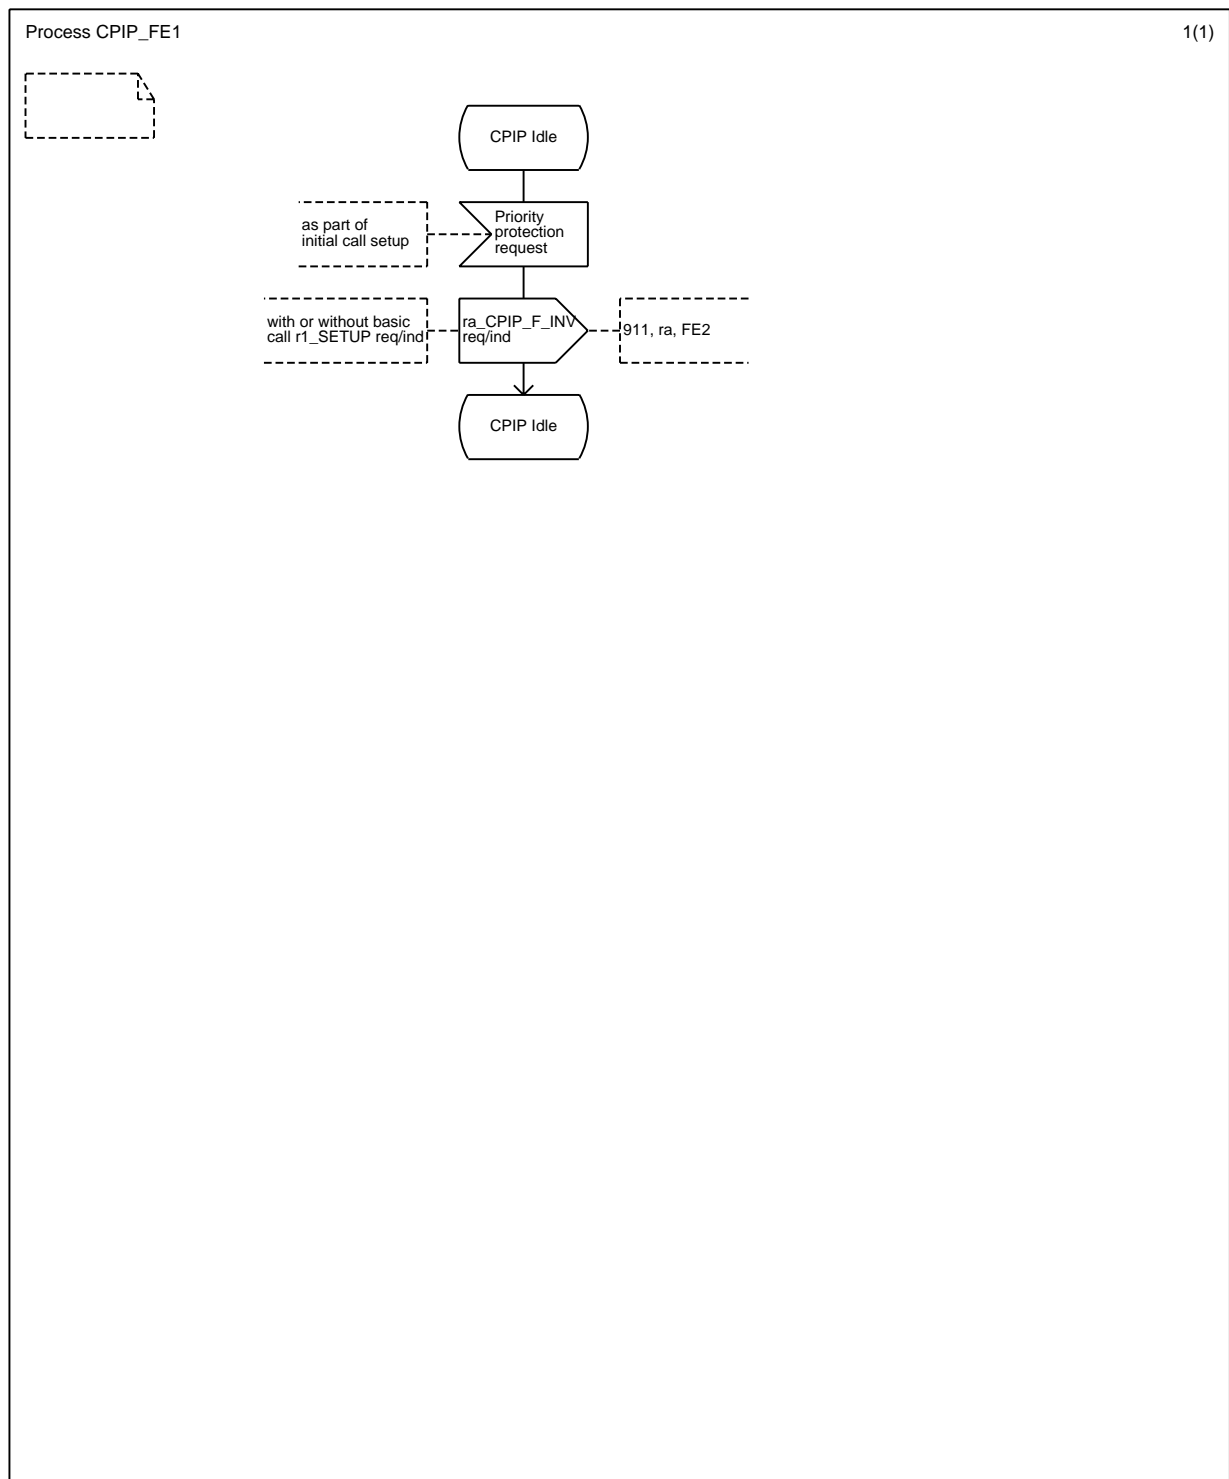 Process CPIP_FE1
1(1)
CPIP Idle
as part of
initial call setup
Priority
protection
request
with or without basic
call r1_SETUP req/ind
ra_CPIP_F_INV
req/ind
911, ra, FE2
CPIP Idle